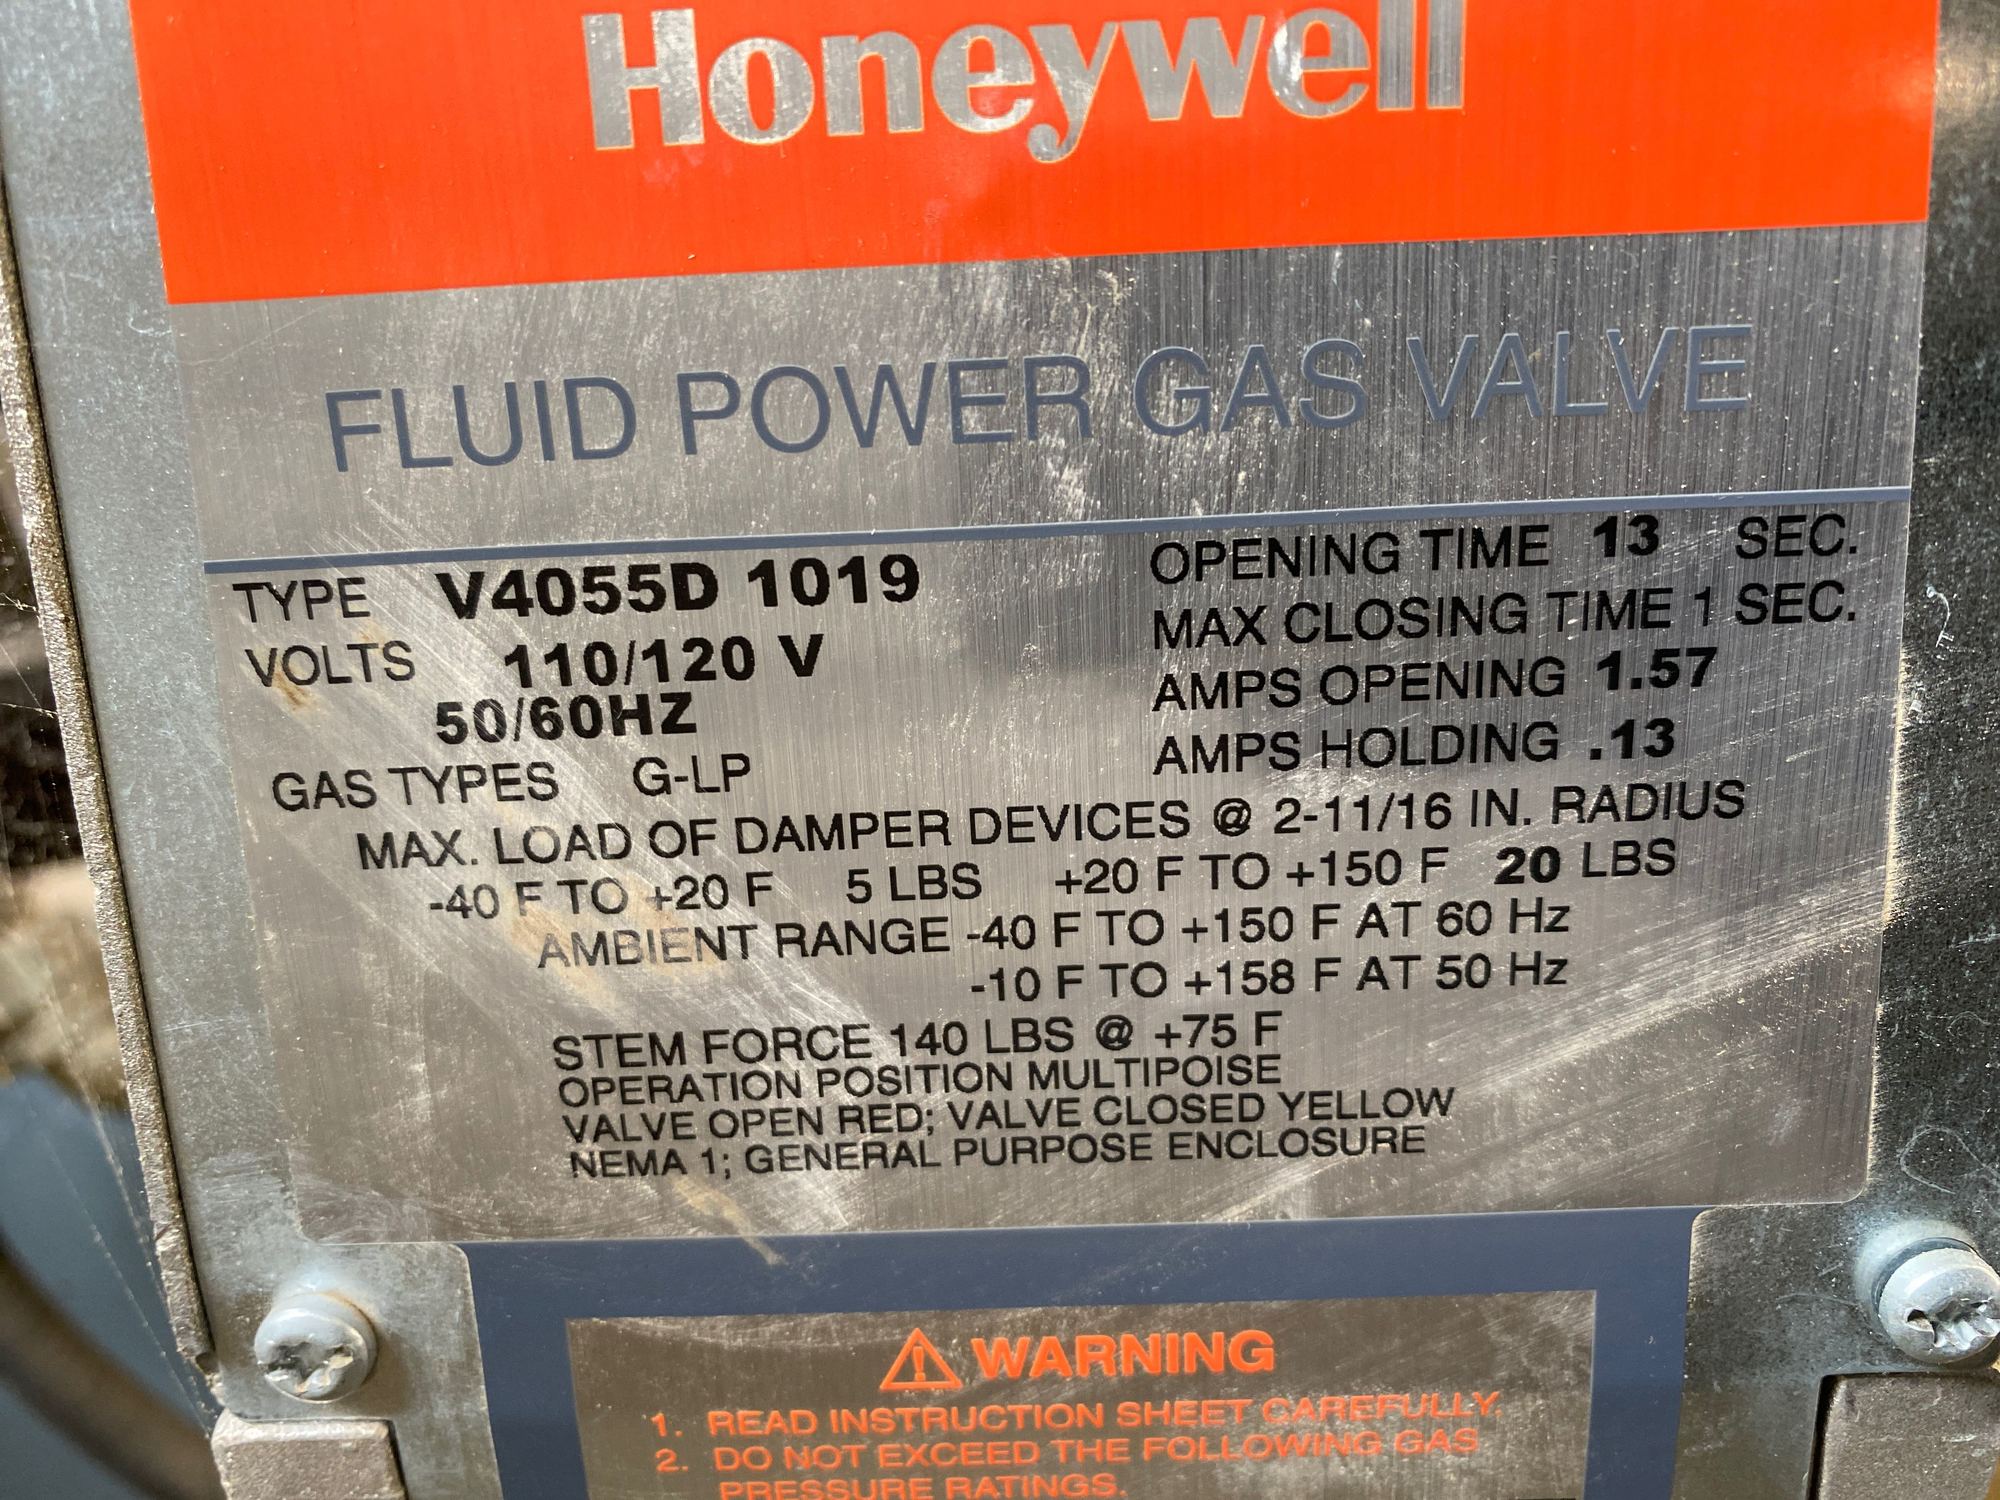 Honeywell
FLUID POWER GAS VALVE
TYPE V4055D 1019
VOLTS 110/120 V
50/60HZ
GAS TYPES G-LP
OPENING TIME 13 SEC.
MAX CLOSING TIME 1 SEC.
AMPS OPENING 1.57
AMPS HOLDING .13
MAX. LOAD OF DAMPER DEVICES @ 2-11/16 IN. RADIUS
-40 F TO +20 F 5 LBS +20 F TO +150 F 20 LBS
AMBIENT RANGE -40 F TO +150 F AT 60 Hz
-10 F TO +158 F AT 50 Hz
STEM FORCE 140 LBS @ +75 F
OPERATION POSITION MULTIPOISE
VALVE OPEN RED; VALVE CLOSED YELLOW
NEMA 1; GENERAL PURPOSE ENCLOSURE
WARNING
1. READ INSTRUCTION SHEET CAREFULLY.
2. DO NOT EXCEED THE FOLLOWING GAS
PRESSURE RATINGS.